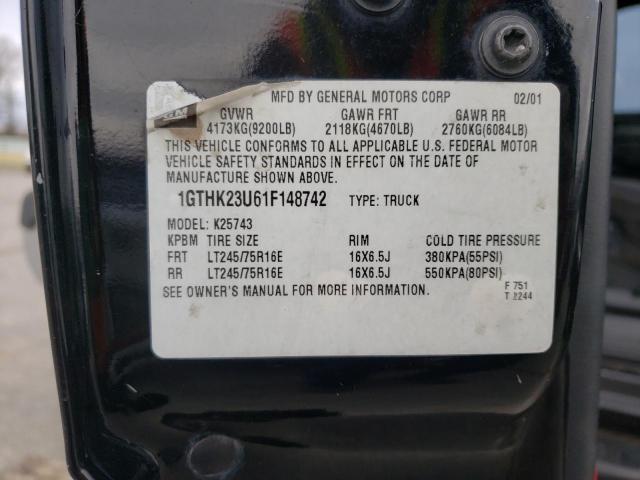 MFD BY GENERAL MOTORS CORP 02/01
GM
GVWR GAWR FRT GAWR RR
4173KG(9200LB) 2118KG(4670LB) 2760KG(6084LB)
THIS VEHICLE CONFORMS TO ALL APPLICABLE U.S. FEDERAL MOTOR
VEHICLE SAFETY STANDARDS IN EFFECT ON THE DATE OF
MANUFACTURE SHOWN ABOVE.
1GTHK23U61F148742 TYPE: TRUCK
MODEL: K25743
KPBM TIRE SIZE RIM COLD TIRE PRESSURE
FRT LT245/75R16E 16X6.5J 380KPA(55PSI)
RR LT245/75R16E 16X6.5J 550KPA(80PSI)
SEE OWNER'S MANUAL FOR MORE INFORMATION.
F 751
T 2244